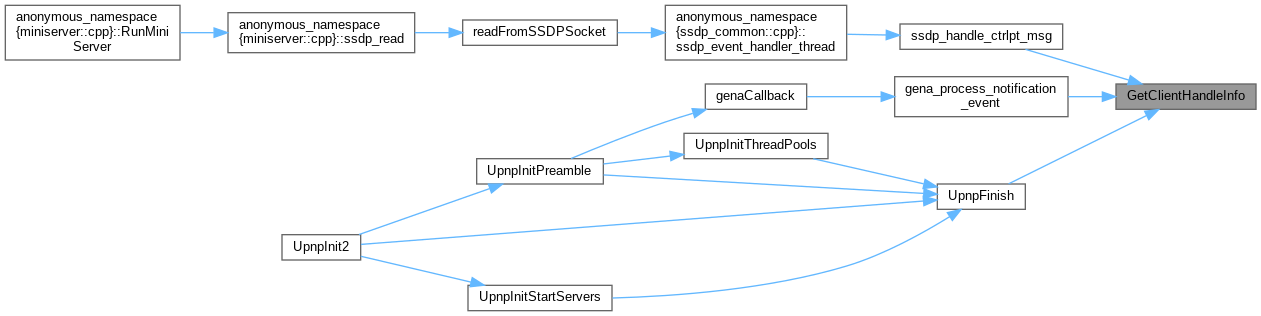 anonymous_namespace
{miniserver::cpp}::RunMini
Server
anonymous_namespace
{miniserver::cpp}::ssdp_read
readFromSSDPSocket
anonymous_namespace
{ssdp_common::cpp}::
ssdp_event_handler_thread
ssdp_handle_ctrlpt_msg
genaCallback
gena_process_notification
_event
GetClientHandleInfo
UpnpInitThreadPools
UpnpInitPreamble
UpnpFinish
UpnpInit2
UpnpInitStartServers